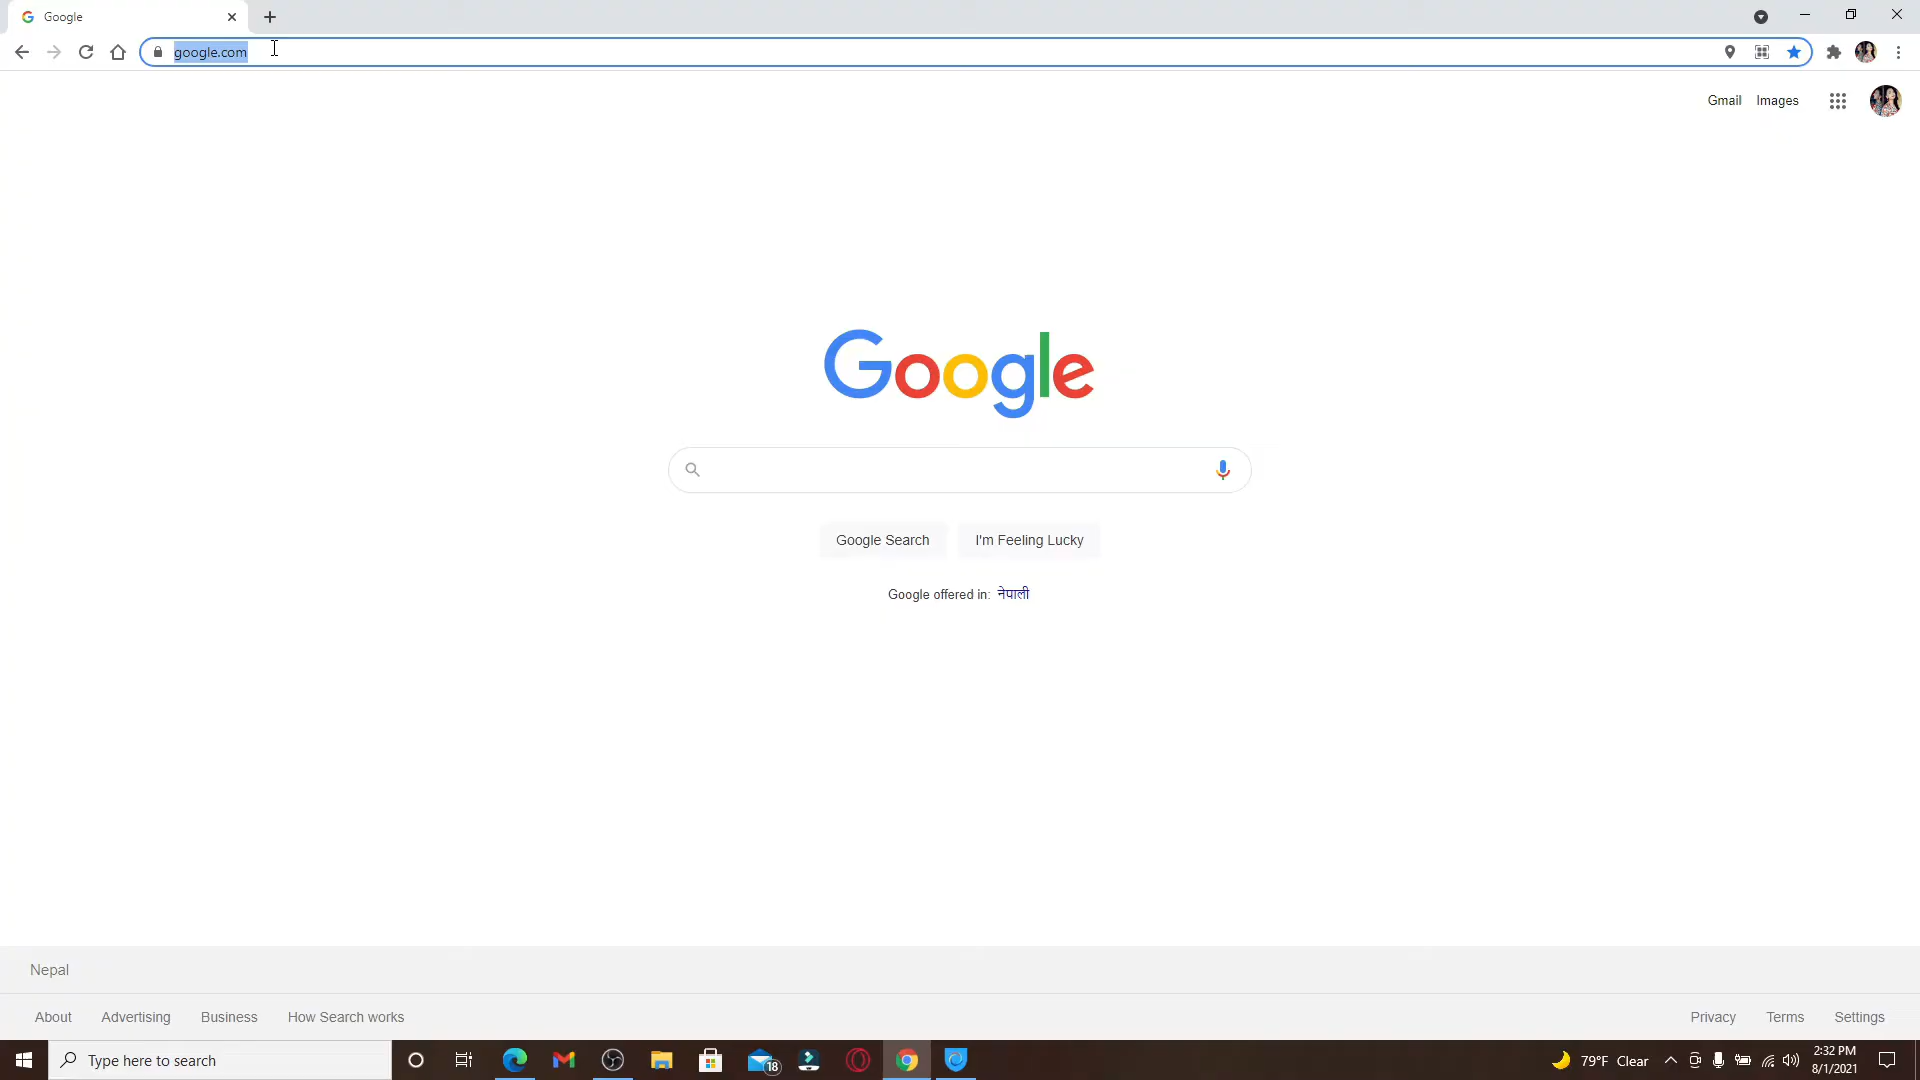 Google
google.com
Gmail Images
Google
Google Search I'm Feeling Lucky
Google offered in: नेपाली
Nepal
About Advertising Business How Search works Privacy Terms Settings
Type here to search 18 79°F Clear 2:32 PM
8/1/2021